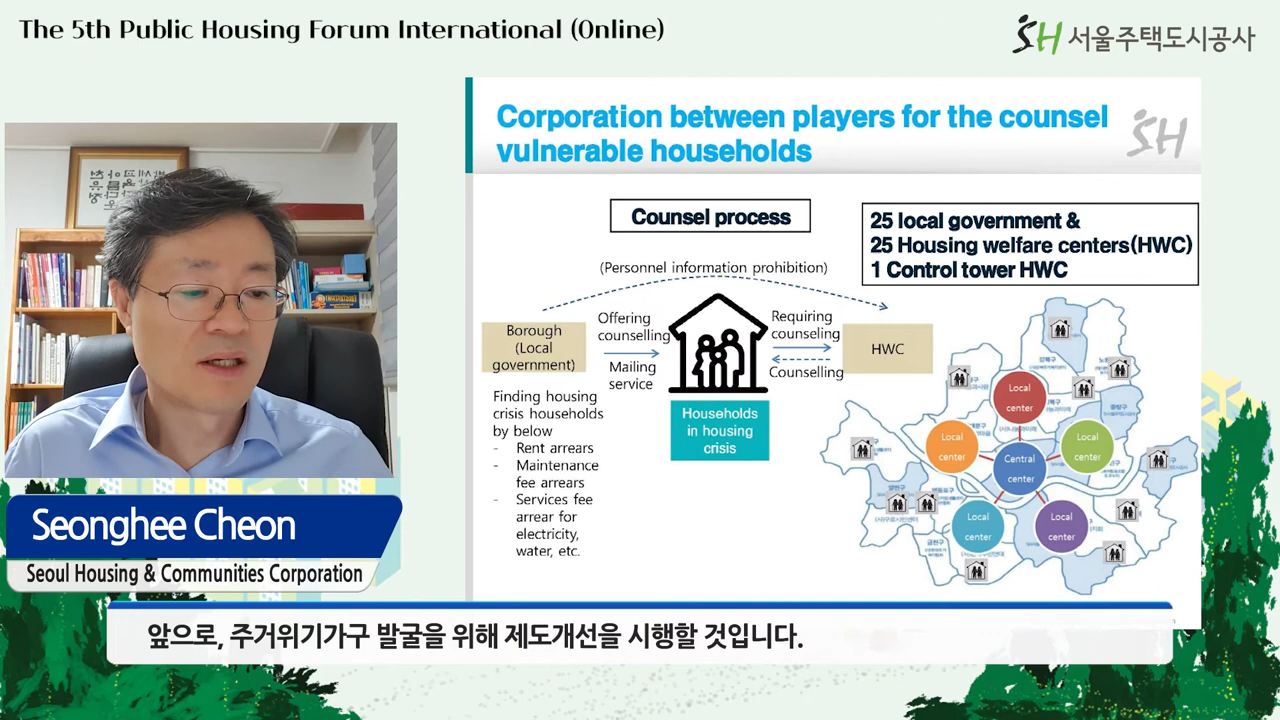 The 5th Public Housing Forum International (Online)
SH 서울주택도시공사
Corporation between players for the counsel
vulnerable households
SH
Counsel process
25 local government &
25 Housing welfare centers(HWC)
1 Control tower HWC
(Personnel information prohibition)
Borough
(Local
government)
Offering
counselling
Mailing
service
Requiring
counseling
Counselling
HWC
Finding housing
crisis households
by below
- Rent arrears
- Maintenance
fee arrears
- Services fee
arrear for
electricity,
water, etc.
Households
in housing
crisis
Local
center
Local
center
Local
center
Central
center
Local
center
Local
center
Seonghee Cheon
Seoul Housing & Communities Corporation
앞으로, 주거위기가구 발굴을 위해 제도개선을 시행할 것입니다.